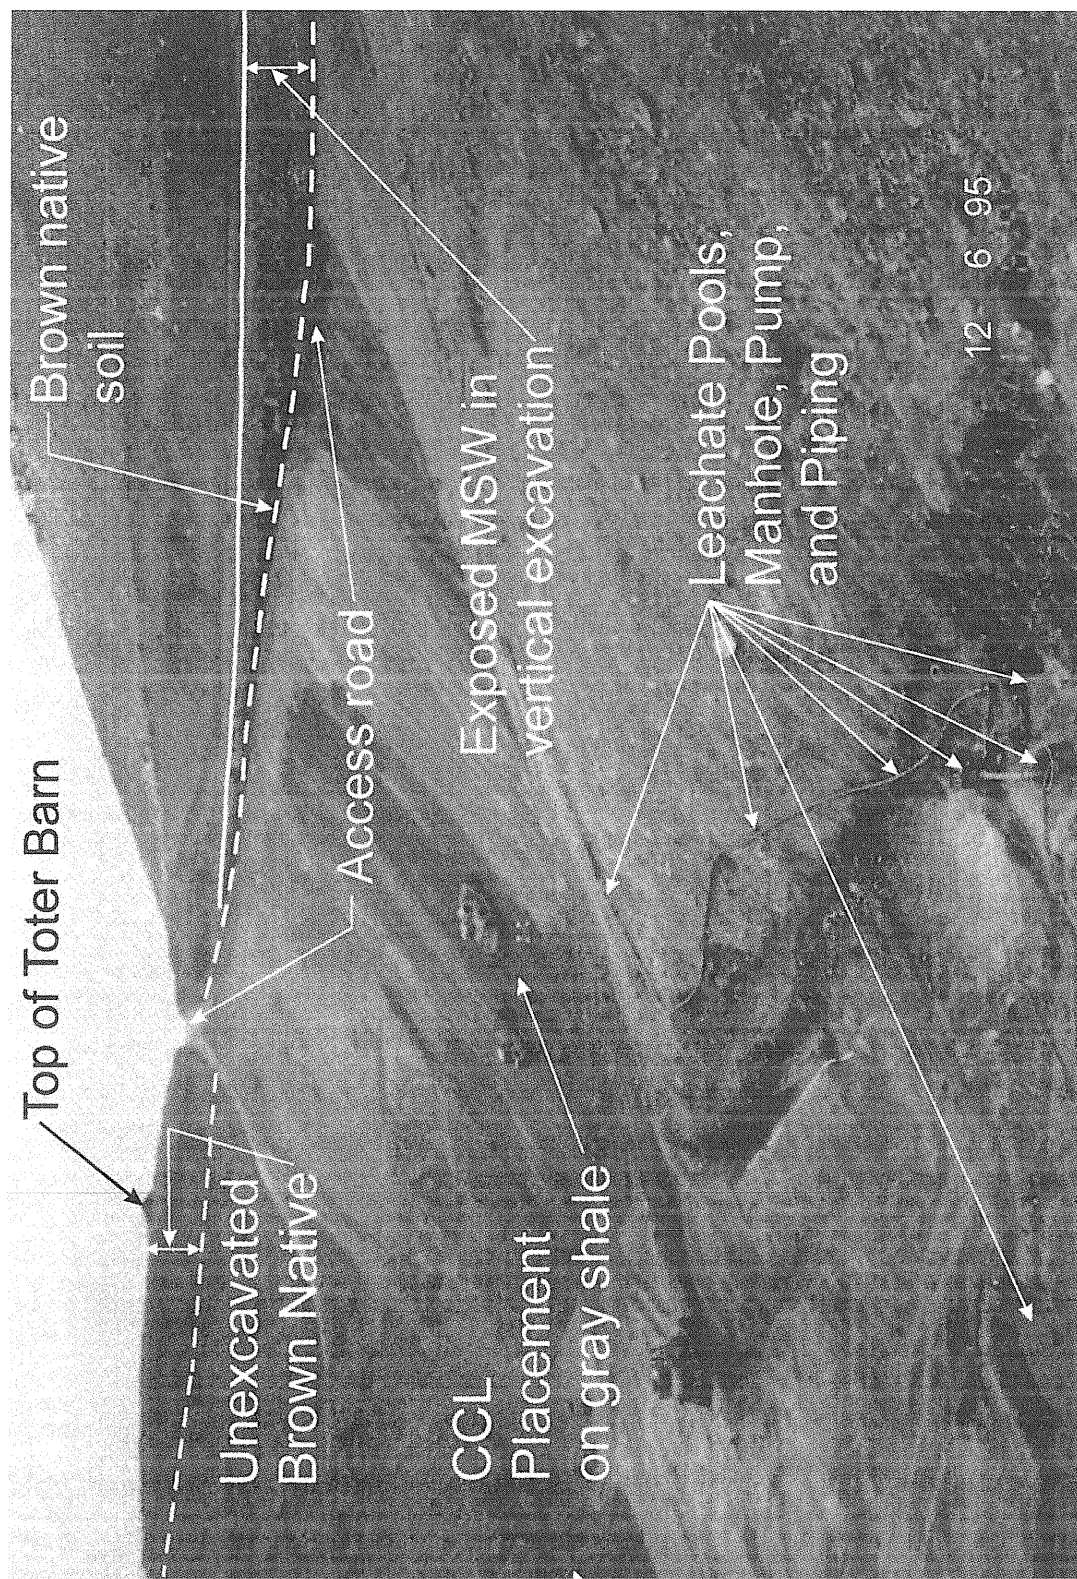 Top of Toter Barn
Brown native
soil
Unexcavated
Brown Native
Access road
Exposed MSW in
vertical excavation
CCL
Placement
on gray shale
Leachate Pools,
Manhole, Pump,
and Piping
12 6 95